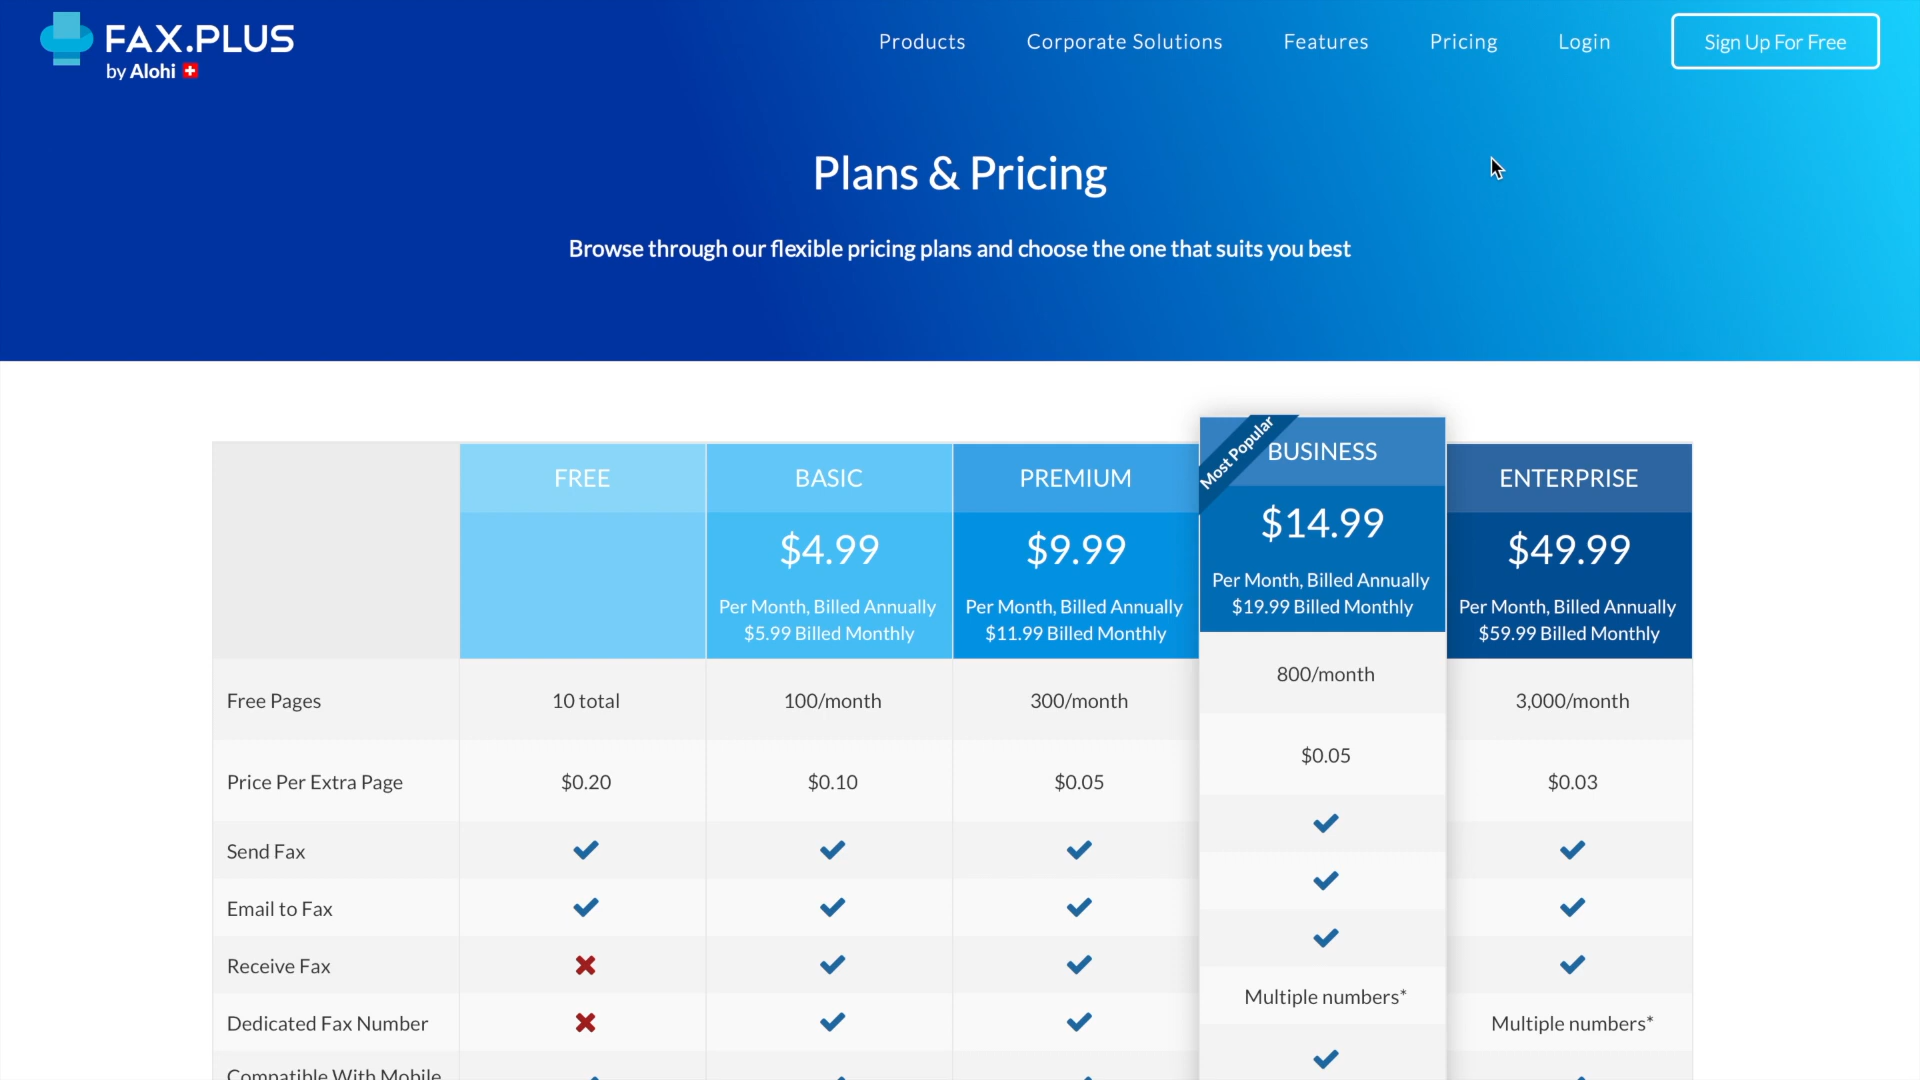 FAX.PLUS
by Alohi
Products
Corporate Solutions
Features
Pricing
Login
Sign Up For Free
Plans & Pricing
Browse through our flexible pricing plans and choose the one that suits you best
FREE
BASIC
PREMIUM
Most Popular
BUSINESS
ENTERPRISE
$4.99
Per Month, Billed Annually
$5.99 Billed Monthly
$9.99
Per Month, Billed Annually
$11.99 Billed Monthly
$14.99
Per Month, Billed Annually
$19.99 Billed Monthly
$49.99
Per Month, Billed Annually
$59.99 Billed Monthly
Free Pages
10 total
100/month
300/month
800/month
3,000/month
Price Per Extra Page
$0.20
$0.10
$0.05
$0.05
$0.03
Send Fax
Email to Fax
Receive Fax
Dedicated Fax Number
Multiple numbers*
Multiple numbers*
Compatible With Mobile